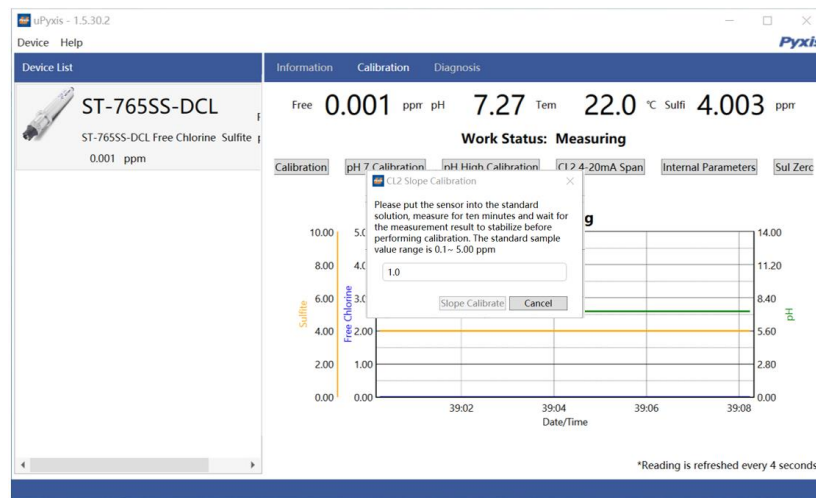 uPyxis - 1.5.30.2
Device Help
Pyxis
Device List
Information Calibration Diagnosis
ST-765SS-DCL
ST-765SS-DCL Free Chlorine Sulfite
0.001 ppm
Free 0.001 ppm pH 7.27 Tem 22.0 °C Sulfi 4.003 ppm
Work Status: Measuring
Calibration pH 7 Calibration pH High Calibration CL2 4-20mA Span Internal Parameters Sul Zero
CL2 Slope Calibration
Please put the sensor into the standard
solution, measure for ten minutes and wait for
the measurement result to stabilize before
performing calibration. The standard sample
value range is 0.1~ 5.00 ppm
1.0
Slope Calibrate Cancel
g
10.00 5.0 14.00
8.00 4.0 11.20
6.00 3.0 8.40
4.00 2.00 5.60
2.00 1.00 2.80
0.00 0.00 0.00
Sulfite
Free Chlorine
pH
39:02 39:04 39:06 39:08
Date/Time
*Reading is refreshed every 4 seconds